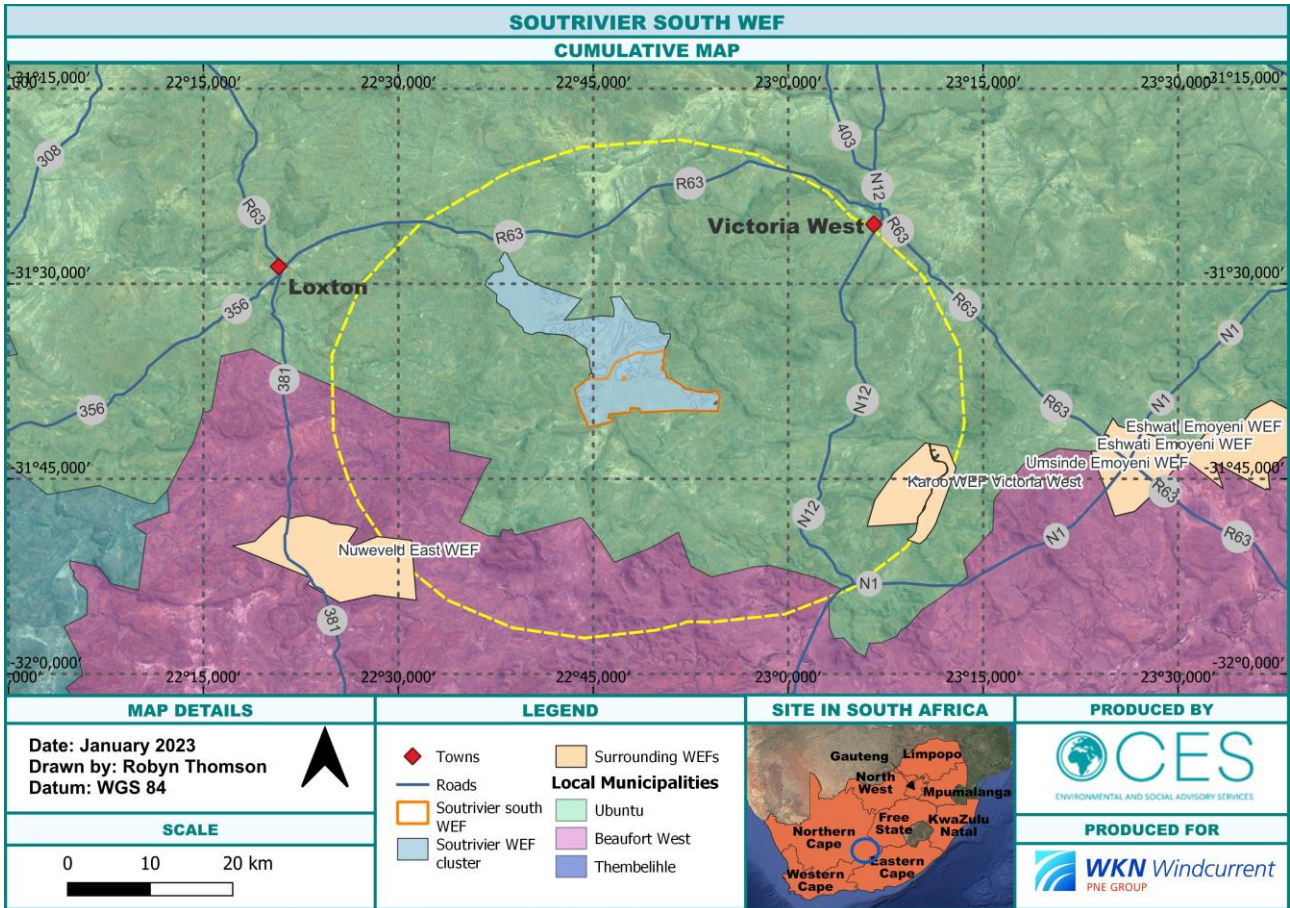 SOUTRIVIER SOUTH WEF
CUMULATIVE MAP
-31°15,000' 22°15,000' 22°30,000' 22°45,000' 23°0,000' 23°15,000' 23°30,000' -31°15,000'
,000'
308
403
R63
N12
R63
R63
Victoria West
R63
R63
-31°30,000'
-31°30,000'
Loxton
356
R63
N1
381
356
N12
R63
N1
Eshwati Emoyeni WEF
Eshwati Emoyeni WEF
Umsinde Emoyeni WEF
-31°45,000'
-31°45,000'
Karoo WEF Victoria West
R63
N12
N1
R63
Nuweveld East WEF
N1
381
-32°0,000'
-32°0,000'
,000' 22°15,000' 22°30,000' 22°45,000' 23°0,000' 23°15,000' 23°30,000'
MAP DETAILS
Date: January 2023
Drawn by: Robyn Thomson
Datum: WGS 84
SCALE
0 10 20 km
LEGEND
Towns
Roads
Soutrivier south
WEF
Soutrivier WEF
cluster
Surrounding WEFs
Local Municipalities
Ubuntu
Beaufort West
Thembelihle
SITE IN SOUTH AFRICA
Limpopo
Gauteng
North
West
Mpumalanga
Free
State
KwaZulu
Natal
Northern
Cape
Eastern
Cape
Western
Cape
PRODUCED BY
CES
ENVIRONMENTAL AND SOCIAL ADVISORY SERVICES
PRODUCED FOR
WKN Windcurrent
PNE GROUP